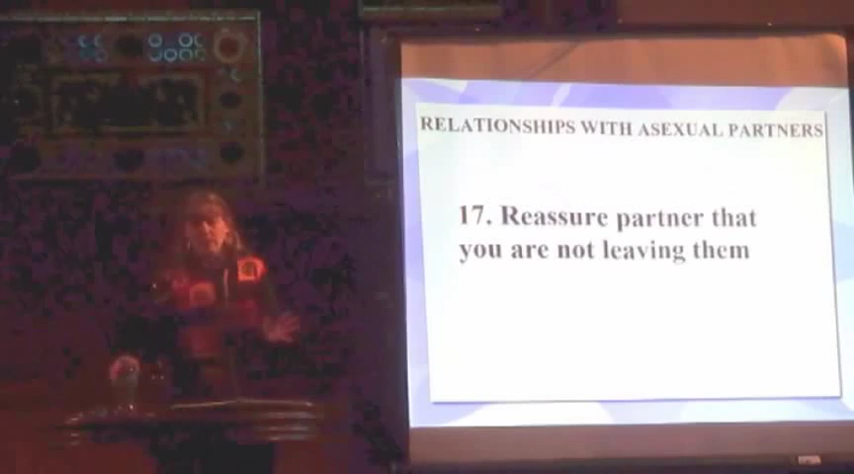 RELATIONSHIPS WITH ASEXUAL PARTNERS
17. Reassure partner that
you are not leaving them